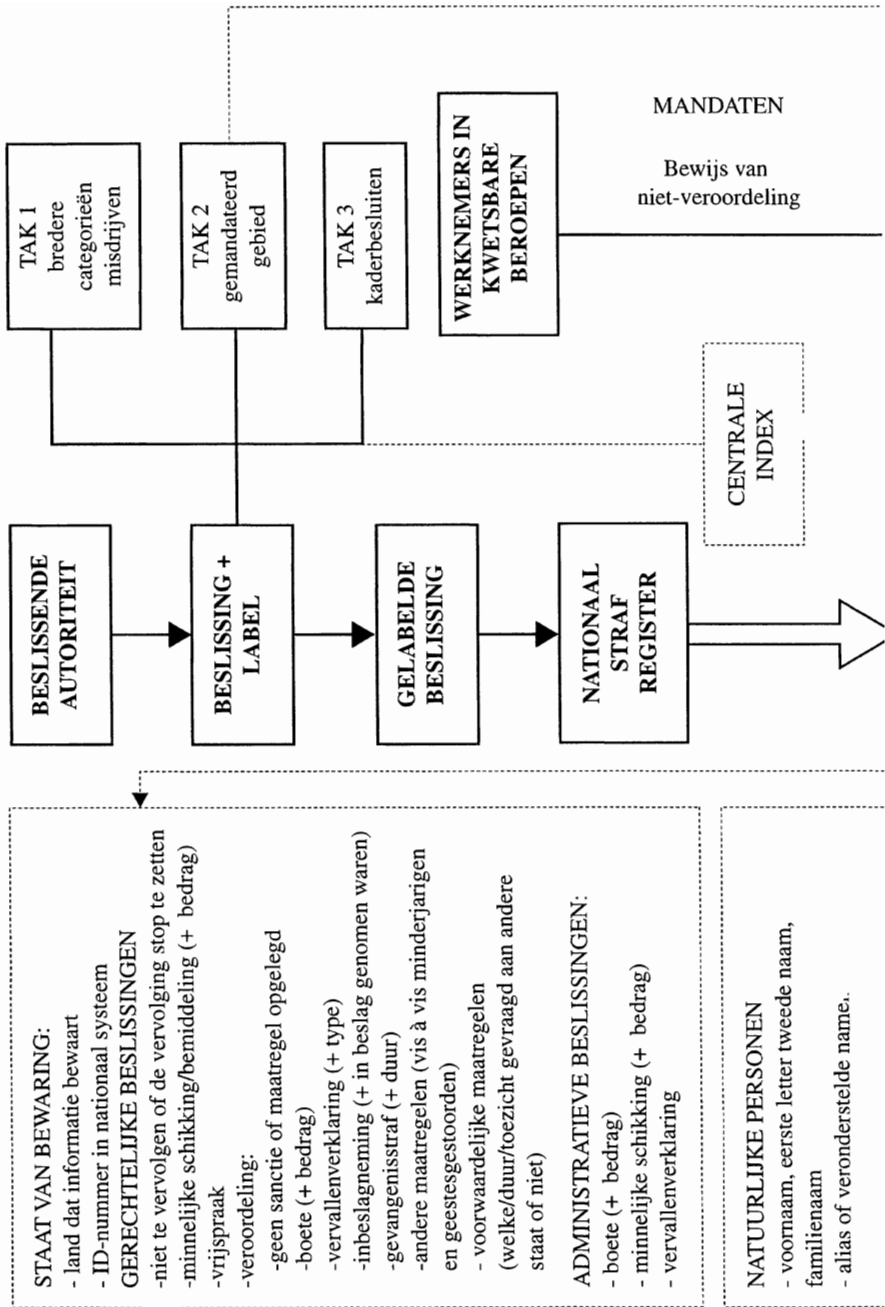 STAAT VAN BEWARING:
- land dat informatie bewaart
- ID-nummer in nationaal systeem
GERECHTELIJKE BESLISSINGEN
-niet te vervolgen of de vervolging stop te zetten
-minnelijke schikking/bemiddeling (+ bedrag)
-vrijspraak
-veroordeling:
-geen sanctie of maatregel opgelegd
-boete (+ bedrag)
-vervallenverklaring (+ type)
-inbeslagneming (+ in beslag genomen waren)
-gevangenisstraf (+ duur)
-andere maatregelen (vis à vis minderjarigen
en geestesgestoorden)
- voorwaardelijke maatregelen
(welke/duur/toezicht gevraagd aan andere
staat of niet)
ADMINISTRATIEVE BESLISSINGEN:
- boete (+ bedrag)
- minnelijke schikking (+ bedrag)
- vervallenverklaring
NATUURLIJKE PERSONEN
- voornaam, eerste letter tweede naam,
familienaam
- alias of veronderstelde name..
BESLISSENDE
AUTORITEIT
BESLISSING +
LABEL
GELABELDE
BESLISSING
NATIONAAL
STRAF
REGISTER
CENTRALE
INDEX
TAK 1
bredere
categorieën
misdrijven
TAK 2
gemandateerd
gebied
TAK 3
kaderbesluiten
WERKNEMERS IN
KWETSBARE
BEROEPEN
MANDATEN
Bewijs van
niet-veroordeling